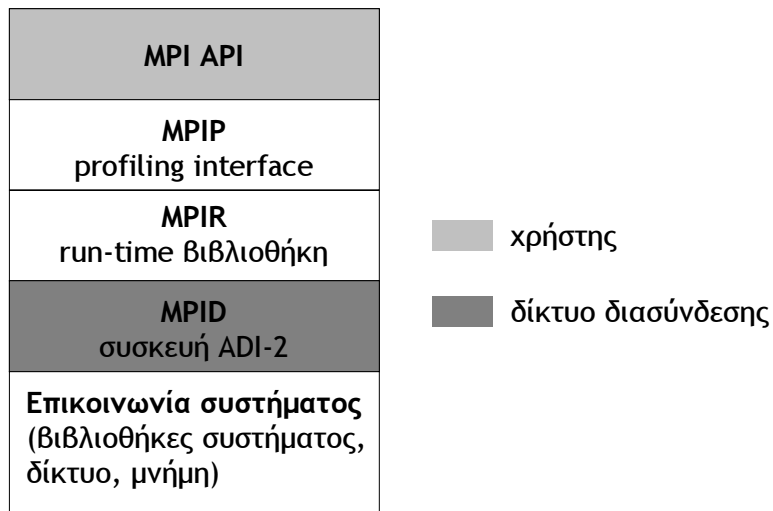 MPI API
MPIP
profiling interface
MPIR
run-time βιβλιοθήκη
MPID
συσκευή ADI-2
Επικοινωνία συστήματος
(βιβλιοθήκες συστήματος,
δίκτυο, μνήμη)
χρήστης
δίκτυο διασύνδεσης